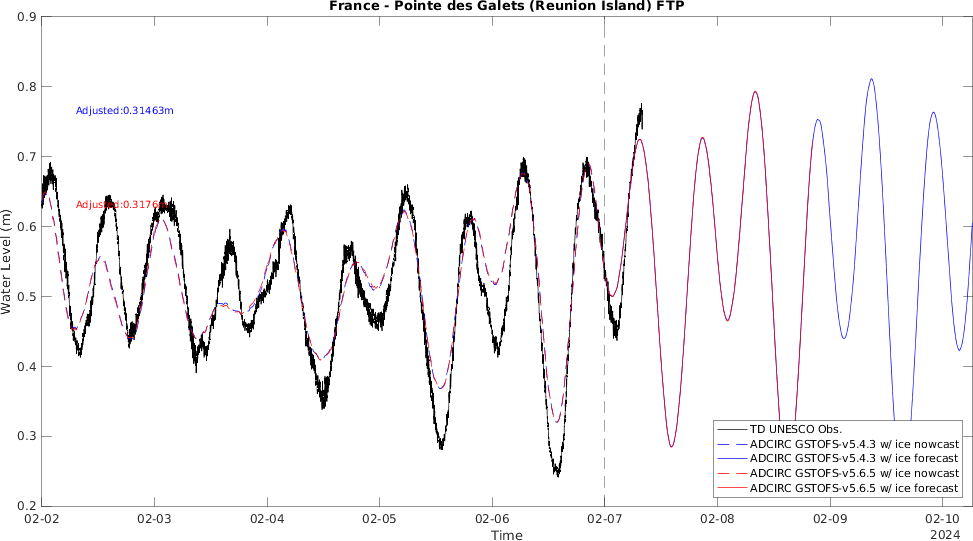 France - Pointe des Galets (Reunion Island) FTP
0.9
0.8
0.7
0.6
0.5
0.4
0.3
0.2
Water Level (m)
Adjusted:0.31463m
TD UNESCO Obs.
ADCIRC GSTOFS-v5.4.3 w/ ice nowcast
ADCIRC GSTOFS-v5.4.3 w/ ice forecast
ADCIRC GSTOFS-v5.6.5 w/ ice nowcast
ADCIRC GSTOFS-v5.6.5 w/ ice forecast
02-02 02-03 02-04 02-05 02-06 02-07 02-08 02-09 02-10
2024
Time